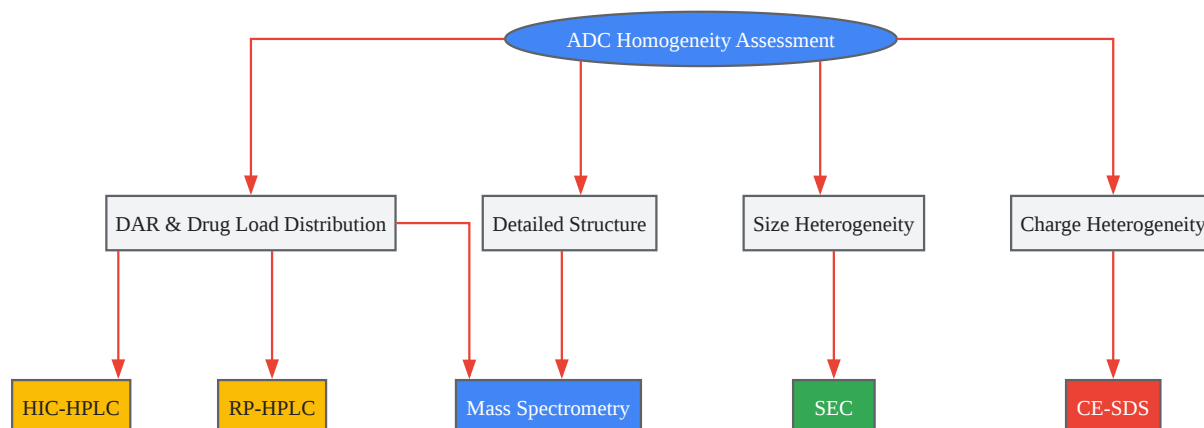 ADC Homogeneity Assessment
DAR & Drug Load Distribution
Detailed Structure
Size Heterogeneity
Charge Heterogeneity
HIC-HPLC
RP-HPLC
Mass Spectrometry
SEC
CE-SDS